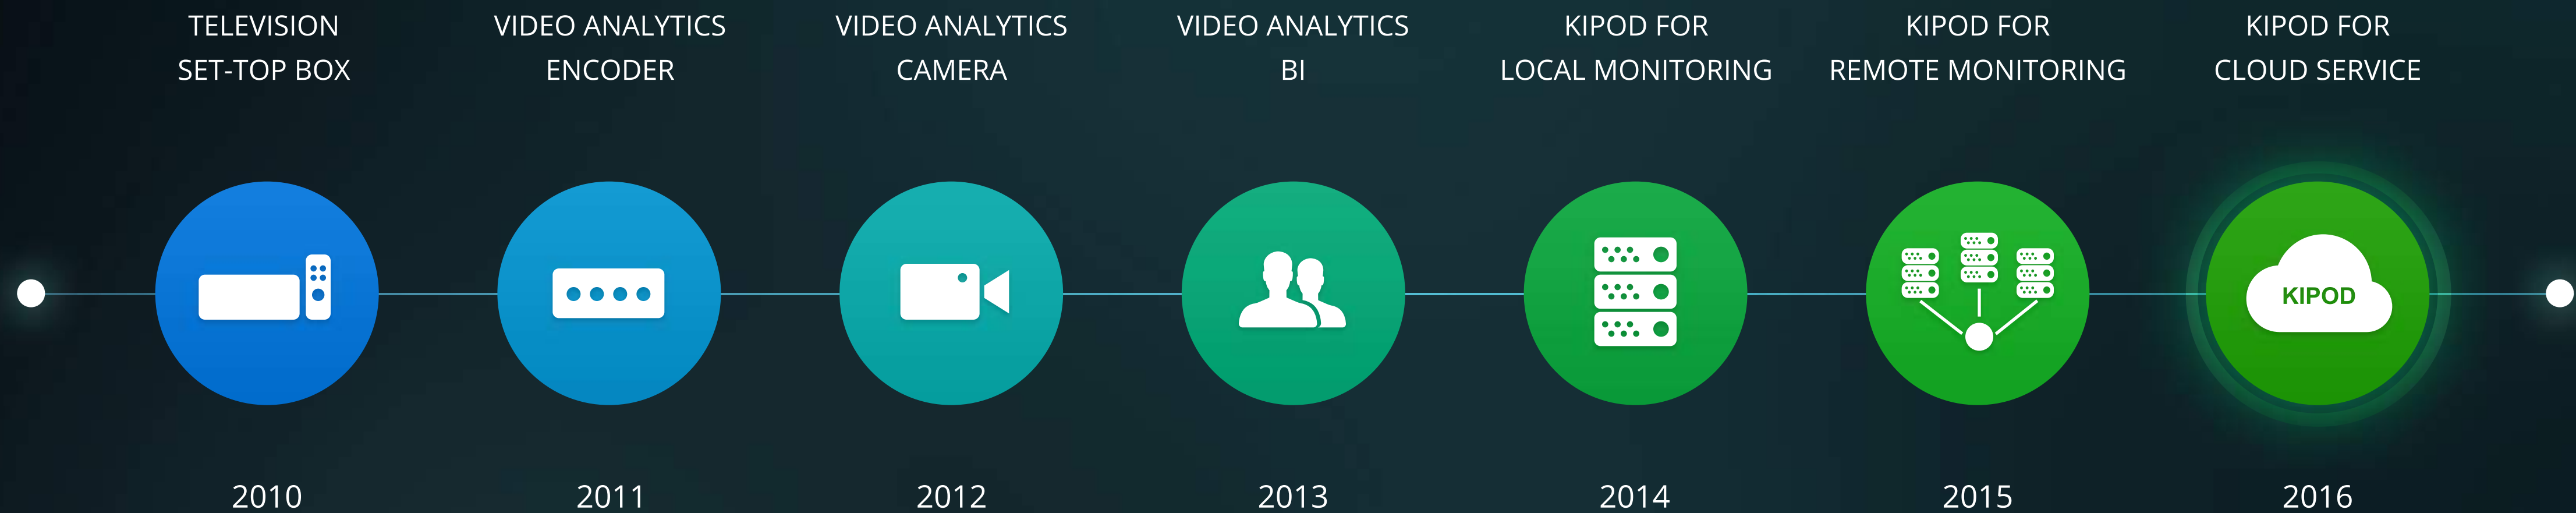 TELEVISION
SET-TOP BOX
VIDEO ANALYTICS
ENCODER
VIDEO ANALYTICS
CAMERA
VIDEO ANALYTICS
BI
KIPOD FOR
LOCAL MONITORING
KIPOD FOR
REMOTE MONITORING
KIPOD FOR
CLOUD SERVICE
KIPOD
2010
2011
2012
2013
2014
2015
2016